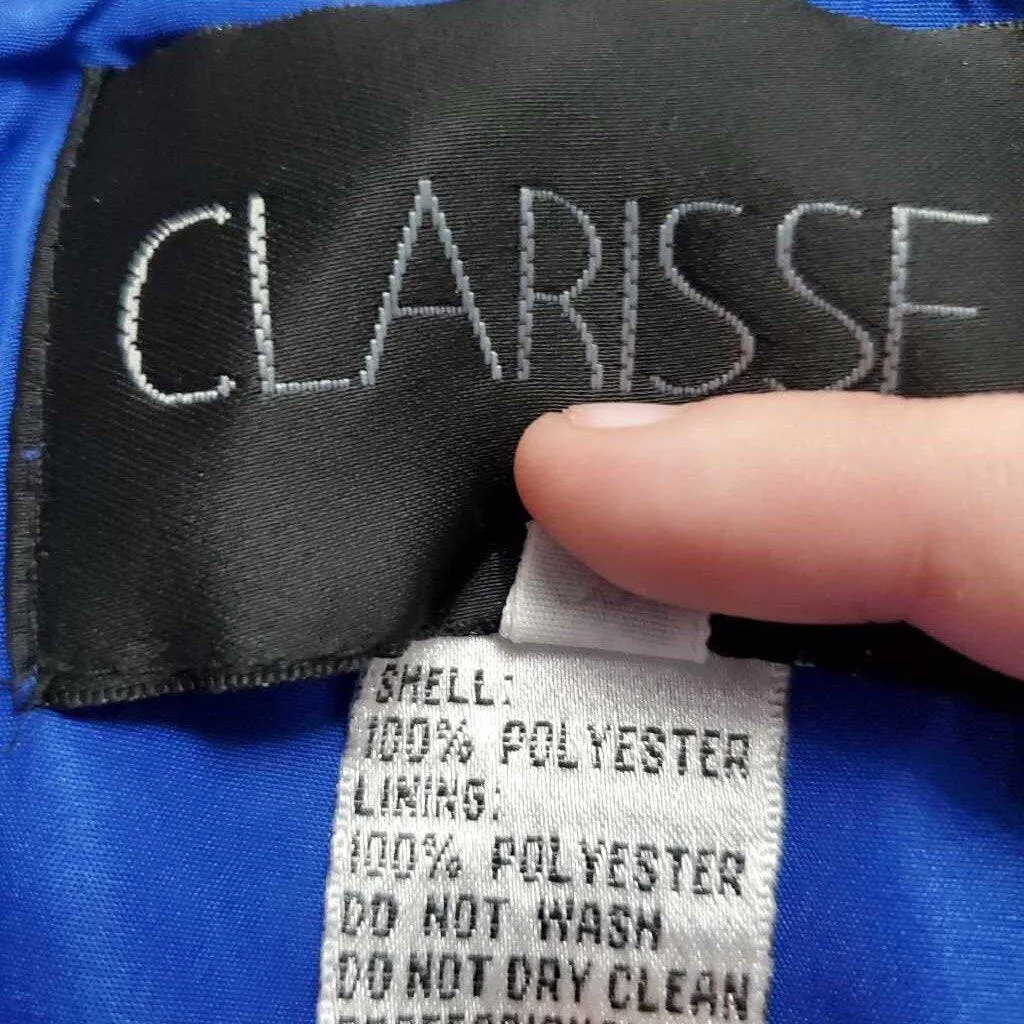 CLARISSE
SHELL:
100% POLYESTER
LINING:
100% POLYESTER
DO NOT WASH
DO NOT DRY CLEAN